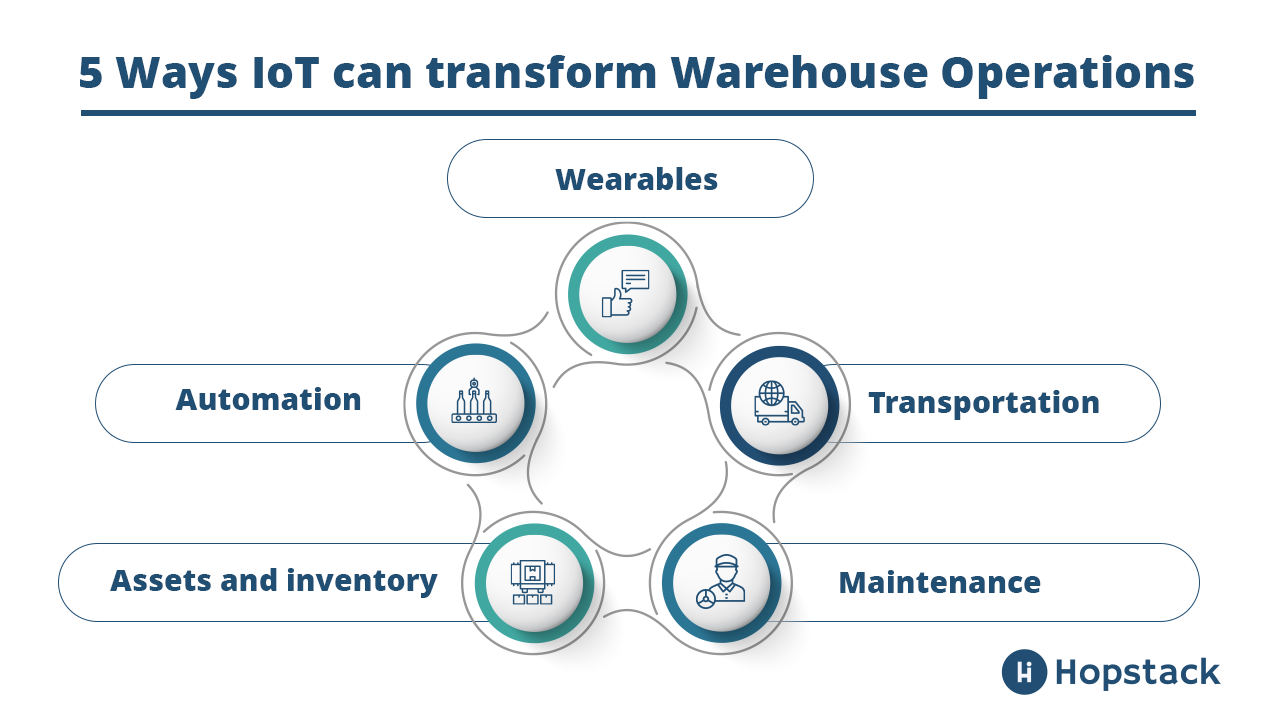 5 Ways IoT can transform Warehouse Operations
Wearables
Automation
Transportation
Assets and inventory
Maintenance
Hopstack